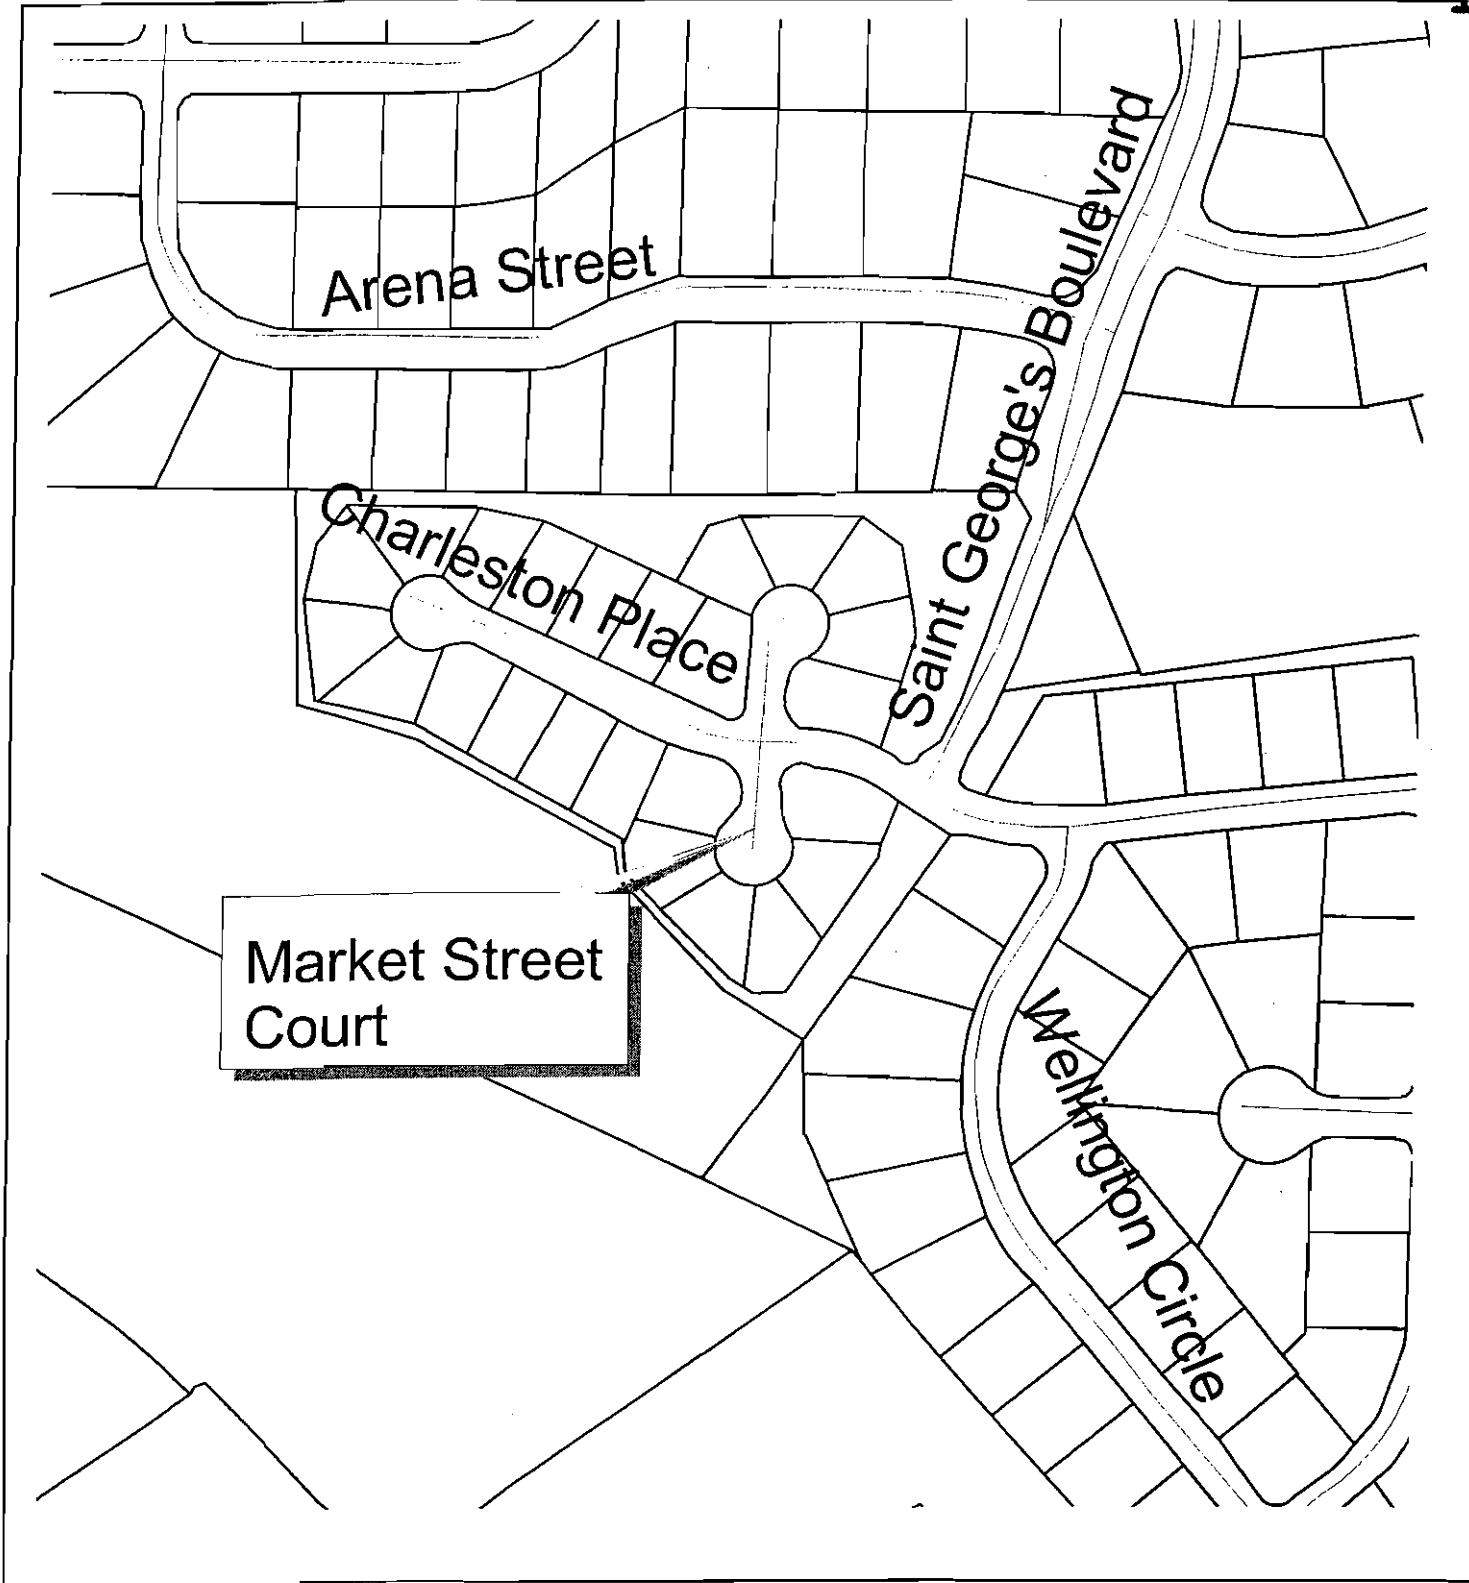 Arena Street
Saint George's Boulevard
Charleston Place
Market Street
Court
Wellington Circle